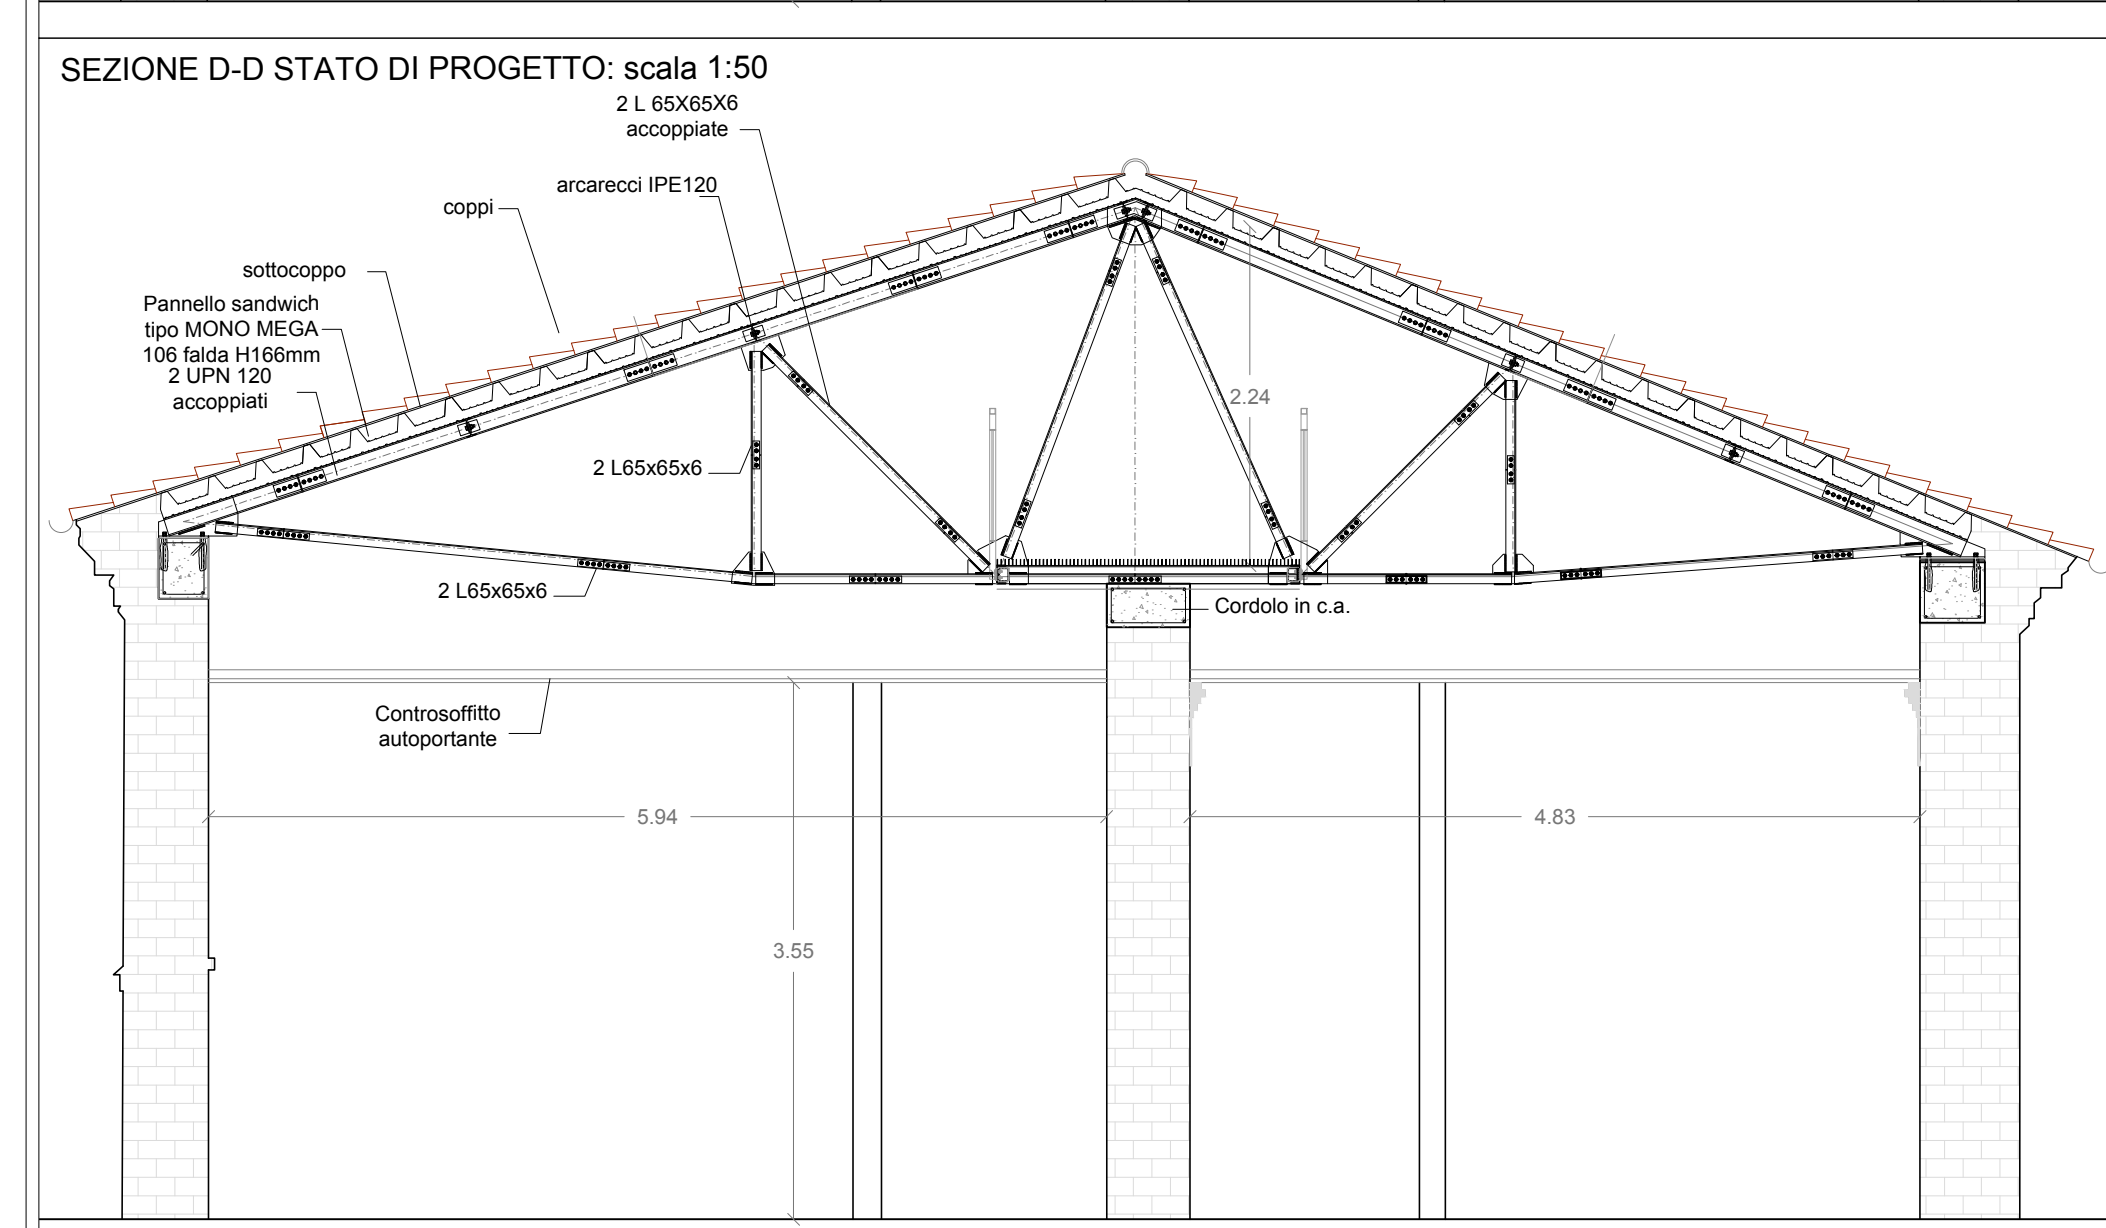 SEZIONE D-D STATO DI PROGETTO: scala 1:50
2 L 65X65X6
accoppiate
arcarecci IPE120
coppi
sottocoppo
Pannello sandwich
tipo MONO MEGA
106 falda H166mm
2 UPN 120
accoppiati
2.24
2 L65x65x6
2 L65x65x6
Cordolo in c.a.
Controsoffitto
autoportante
5.94
4.83
3.55